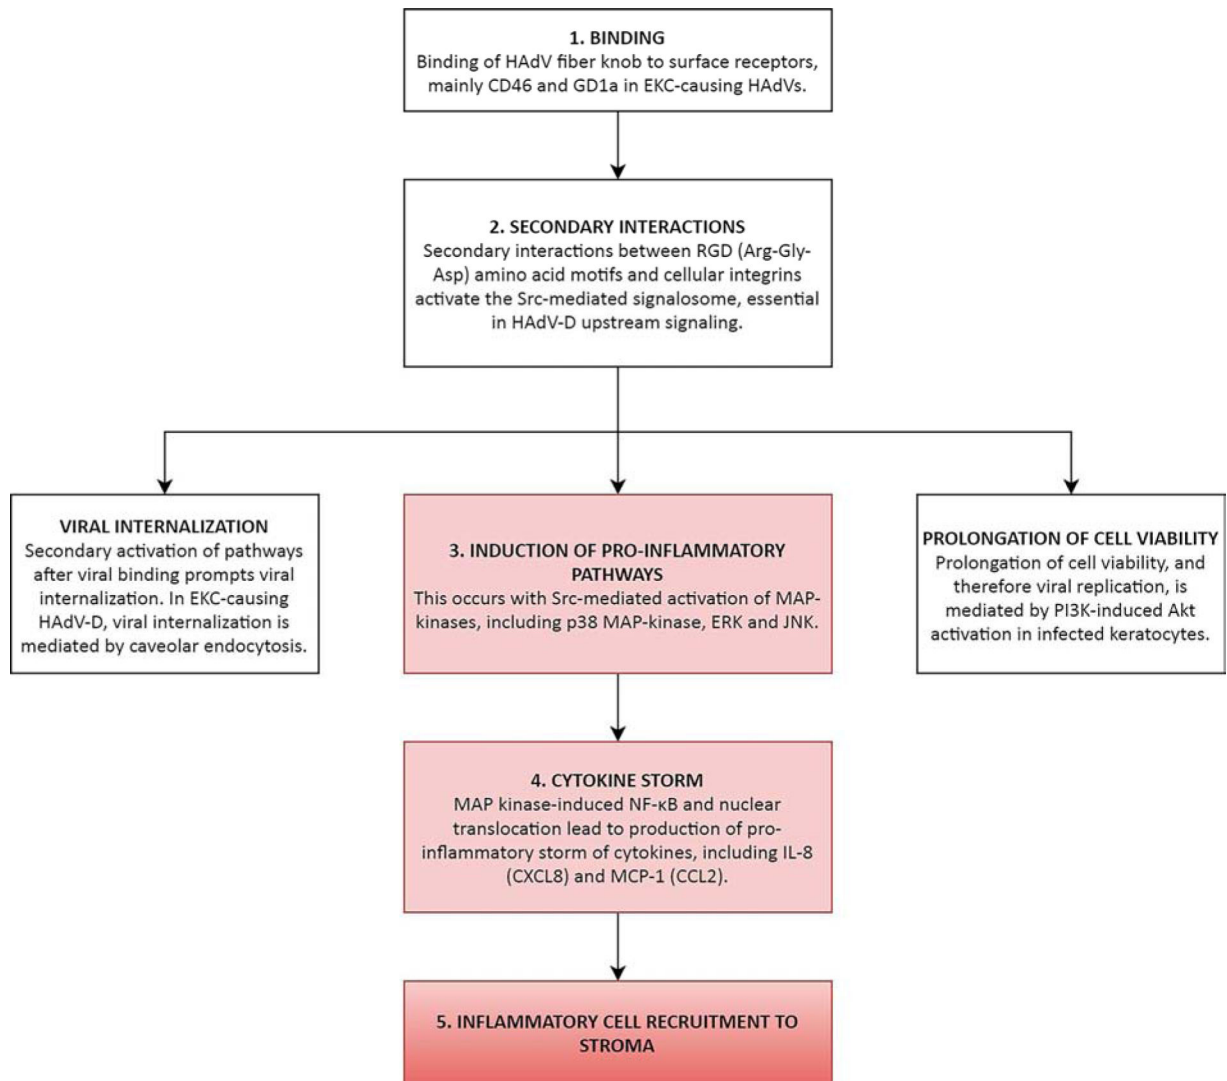 1. BINDING
Binding of HAdV fiber knob to surface receptors,
mainly CD46 and GD1a in EKC-causing HAdVs.
2. SECONDARY INTERACTIONS
Secondary interactions between RGD (Arg-Gly-
Asp) amino acid motifs and cellular integrins
activate the Src-mediated signalosome, essential
in HAdV-D upstream signaling.
VIRAL INTERNALIZATION
Secondary activation of pathways
after viral binding prompts viral
internalization. In EKC-causing
HAdV-D, viral internalization is
mediated by caveolar endocytosis.
3. INDUCTION OF PRO-INFLAMMATORY
PATHWAYS
This occurs with Src-mediated activation of MAP-
kinases, including p38 MAP-kinase, ERK and JNK.
PROLONGATION OF CELL VIABILITY
Prolongation of cell viability, and
therefore viral replication, is
mediated by PI3K-induced Akt
activation in infected keratocytes.
4. CYTOKINE STORM
MAP kinase-induced NF-κB and nuclear
translocation lead to production of pro-
inflammatory storm of cytokines, including IL-8
(CXCL8) and MCP-1 (CCL2).
5. INFLAMMATORY CELL RECRUITMENT TO
STROMA